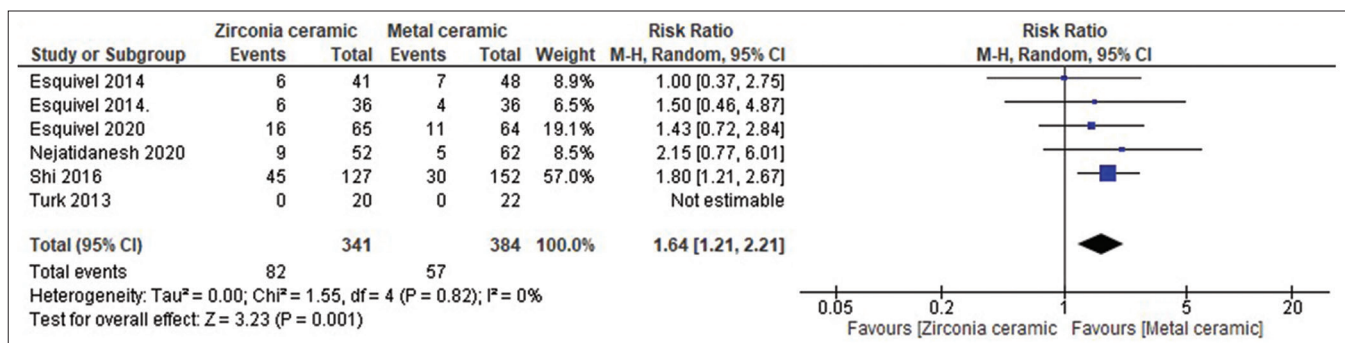 Zirconia ceramic Metal ceramic Risk Ratio Risk Ratio
Study or Subgroup Events Total Events Total Weight M-H, Random, 95% CI M-H, Random, 95% CI
Esquivel 2014 6 41 7 48 8.9% 1.00 [0.37, 2.75]
Esquivel 2014. 6 36 4 36 6.5% 1.50 [0.46, 4.87]
Esquivel 2020 16 65 11 64 19.1% 1.43 [0.72, 2.84]
Nejatidanesh 2020 9 52 5 62 8.5% 2.15 [0.77, 6.01]
Shi 2016 45 127 30 152 57.0% 1.80 [1.21, 2.67]
Turk 2013 0 20 0 22 Not estimable
Total (95% CI) 341 384 100.0% 1.64 [1.21, 2.21]
Total events 82 57
Heterogeneity: Tau² = 0.00; Chi² = 1.55, df = 4 (P = 0.82); I² = 0%
Test for overall effect: Z = 3.23 (P = 0.001)
0.05 0.2 1 5 20
Favours [Zirconia ceramic Favours [Metal ceramic]